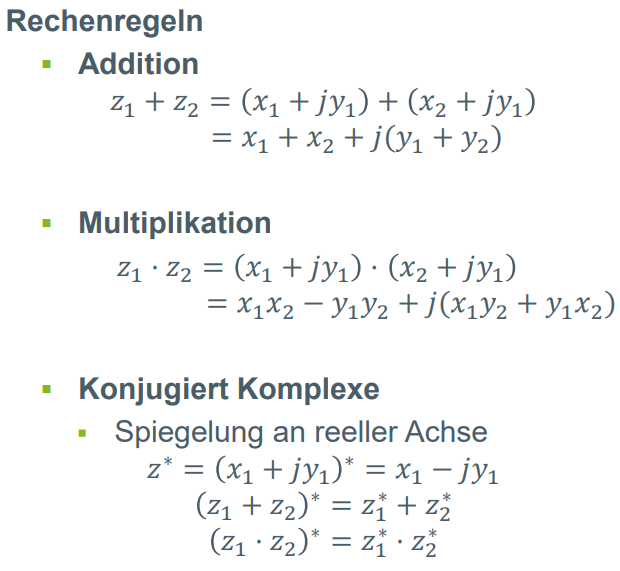 Rechenregeln
▪ Addition
z₁ + z₂ = (x₁ + jy₁) + (x₂ + jy₁)
= x₁ + x₂ + j(y₁ + y₂)
▪ Multiplikation
z₁ · z₂ = (x₁ + jy₁) · (x₂ + jy₁)
= x₁x₂ − y₁y₂ + j(x₁y₂ + y₁x₂)
▪ Konjugiert Komplexe
▪ Spiegelung an reeller Achse
z* = (x₁ + jy₁)* = x₁ − jy₁
(z₁ + z₂)* = z₁* + z₂*
(z₁ · z₂)* = z₁* · z₂*